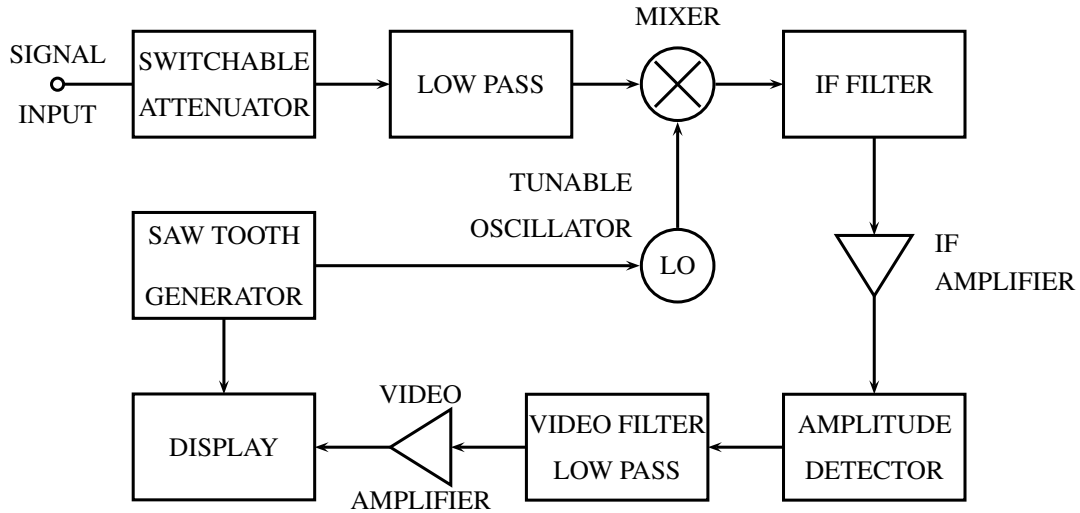 MIXER
SIGNAL
INPUT
SWITCHABLE
ATTENUATOR
LOW PASS
IF FILTER
TUNABLE
OSCILLATOR
SAW TOOTH
GENERATOR
LO
IF
AMPLIFIER
VIDEO
AMPLIFIER
DISPLAY
VIDEO FILTER
LOW PASS
AMPLITUDE
DETECTOR